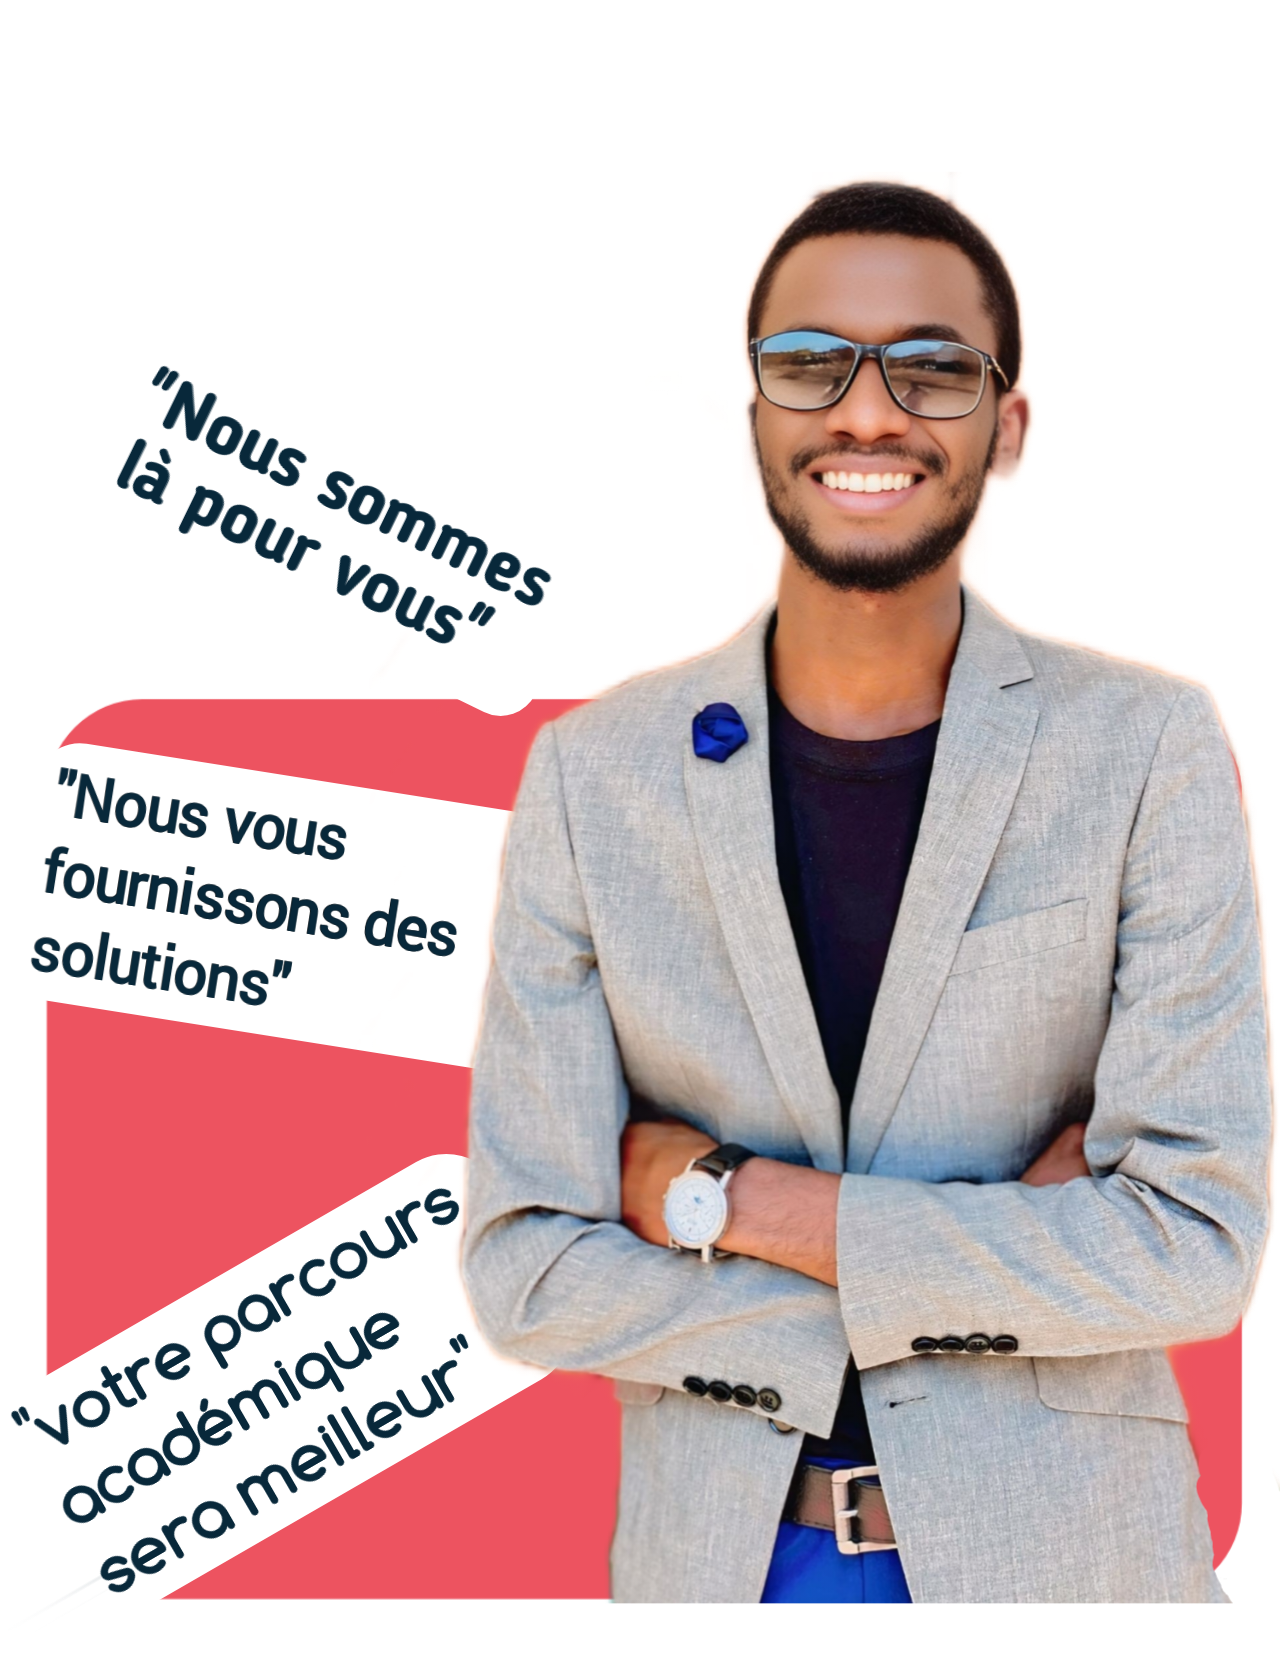 "Nous sommes
là pour vous"
"Nous vous
fournissons des
solutions"
"votre parcours
académique
sera meilleur"